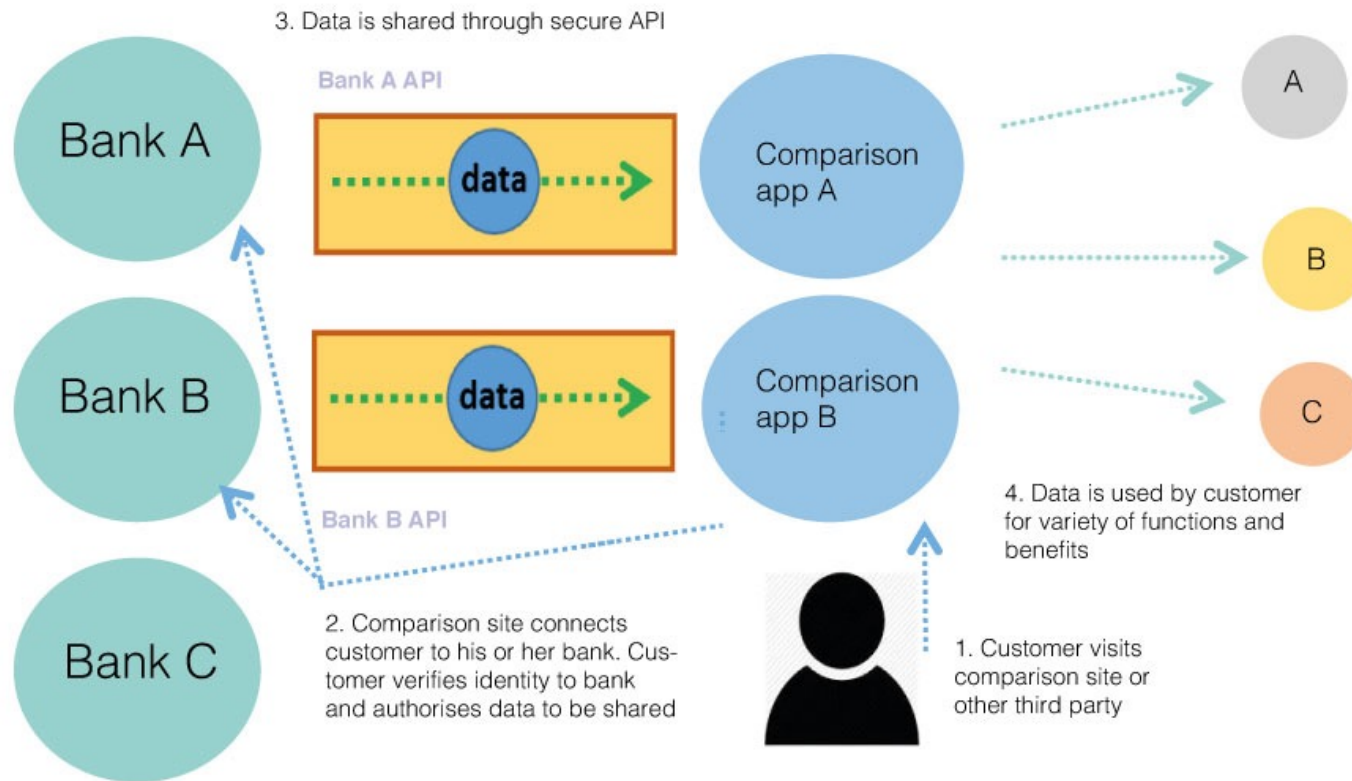 3. Data is shared through secure API
Bank A API
Bank A
data
Comparison
app A
A
B
Bank B
data
Comparison
app B
C
Bank B API
4. Data is used by customer
for variety of functions and
benefits
Bank C
2. Comparison site connects
customer to his or her bank. Cus-
tomer verifies identity to bank
and authorises data to be shared
1. Customer visits
comparison site or
other third party